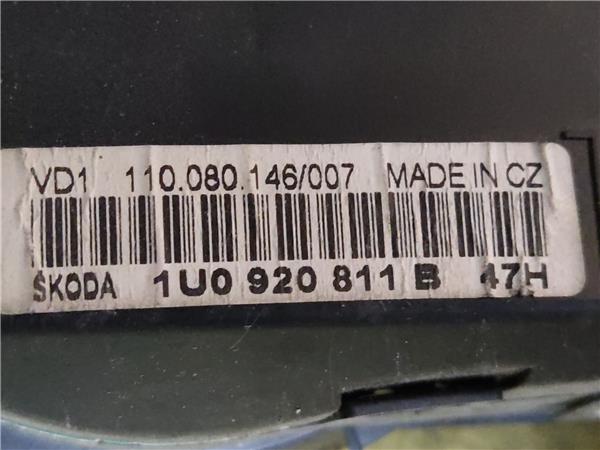 VD1 110.080.146/007 MADE IN CZ
ŠKODA 1U0 920 811 B 47H